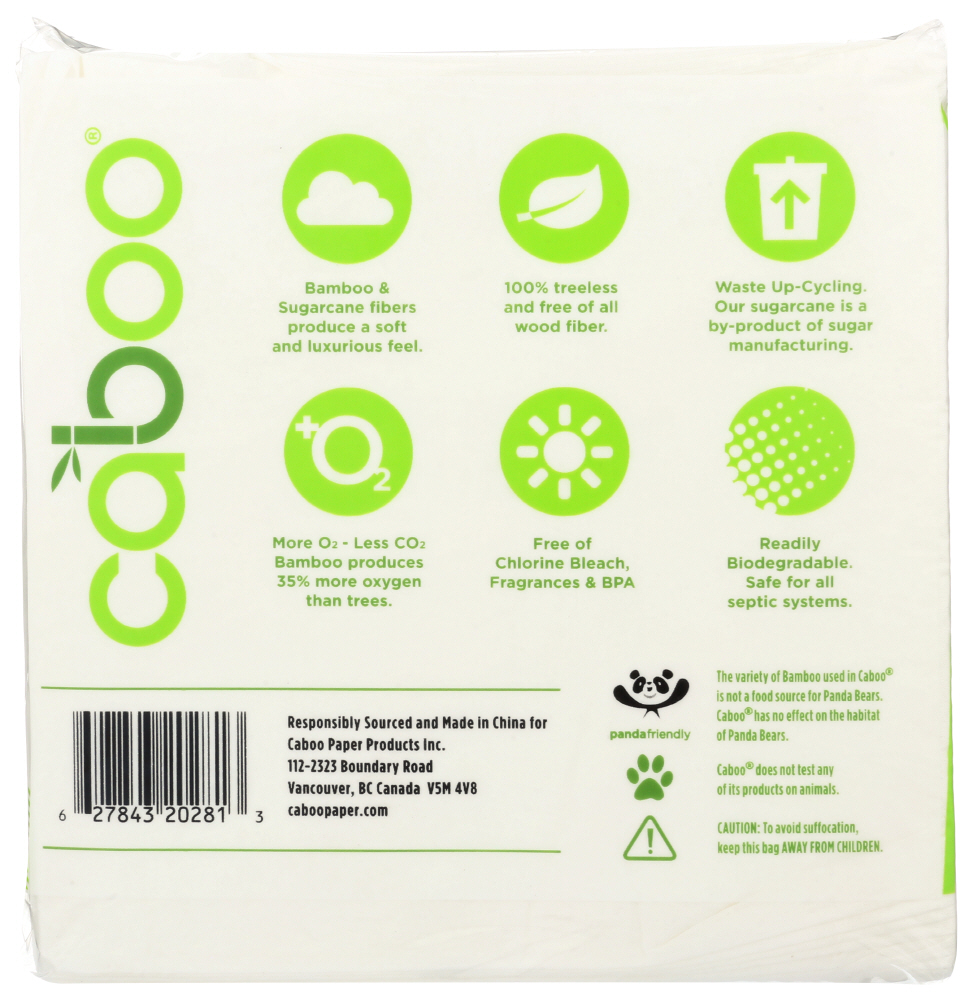 caboo®
Bamboo &
Sugarcane fibers
produce a soft
and luxurious feel.
100% treeless
and free of all
wood fiber.
Waste Up-Cycling.
Our sugarcane is a
by-product of sugar
manufacturing.
+O2
More O2 - Less CO2
Bamboo produces
35% more oxygen
than trees.
Free of
Chlorine Bleach,
Fragrances & BPA
Readily
Biodegradable.
Safe for all
septic systems.
6 27843 20281 3
Responsibly Sourced and Made in China for
Caboo Paper Products Inc.
112-2323 Boundary Road
Vancouver, BC Canada V5M 4V8
caboopaper.com
pandafriendly
The variety of Bamboo used in Caboo®
is not a food source for Panda Bears.
Caboo® has no effect on the habitat
of Panda Bears.
Caboo® does not test any
of its products on animals.
CAUTION: To avoid suffocation,
keep this bag AWAY FROM CHILDREN.